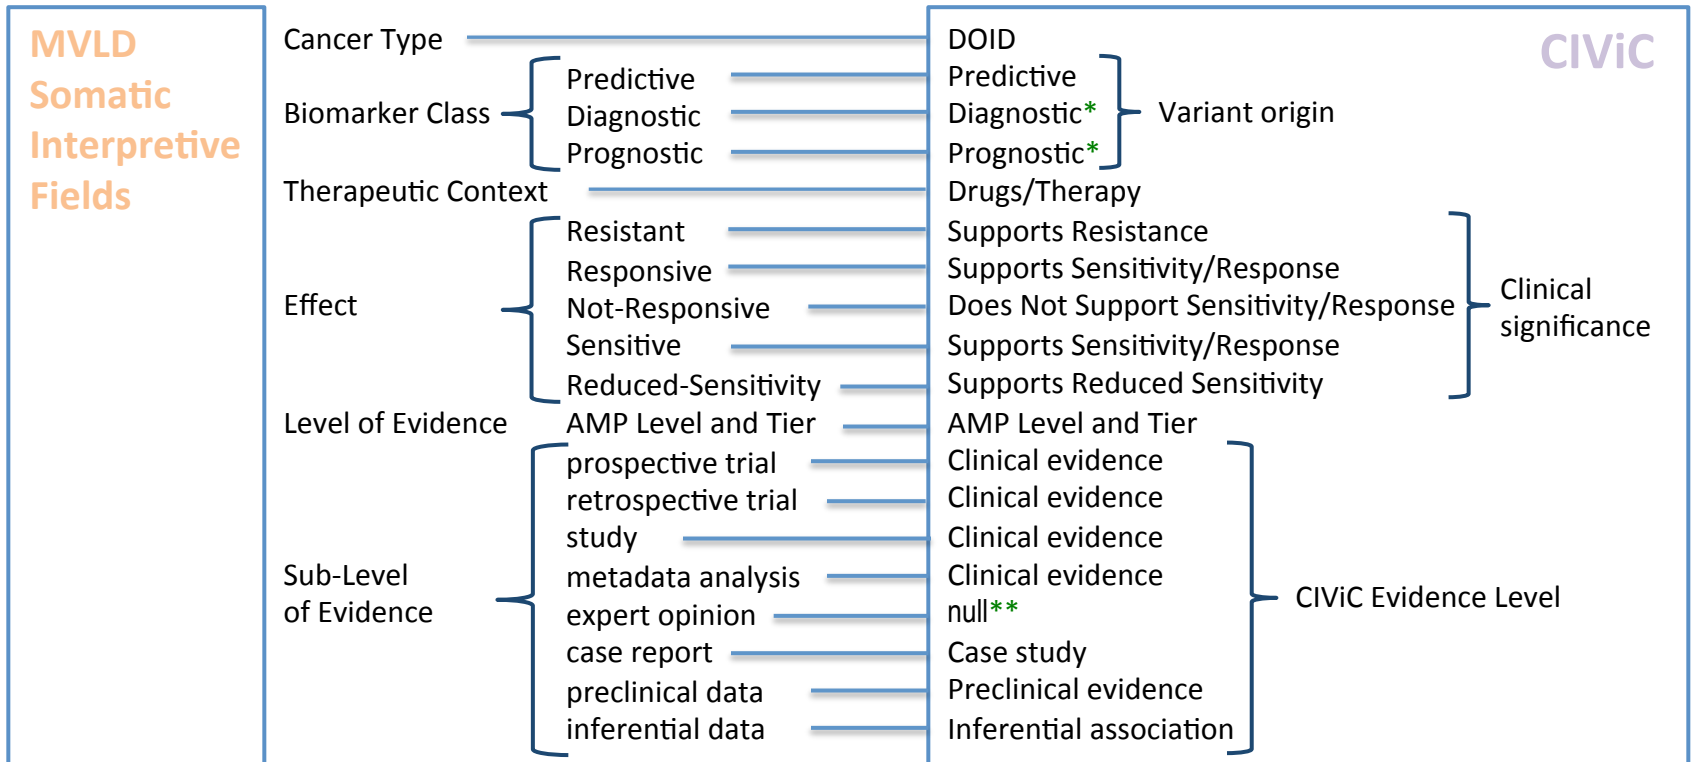 MVLD
Somatic
Interpretive
Fields
CIViC
Cancer Type DOID
Biomarker Class
Predictive Predictive
Diagnostic Diagnostic*
Prognostic Prognostic*
Variant origin
Therapeutic Context Drugs/Therapy
Effect
Resistant Supports Resistance
Responsive Supports Sensitivity/Response
Not-Responsive Does Not Support Sensitivity/Response
Sensitive Supports Sensitivity/Response
Reduced-Sensitivity Supports Reduced Sensitivity
Clinical
significance
Level of Evidence AMP Level and Tier AMP Level and Tier
Sub-Level
of Evidence
prospective trial Clinical evidence
retrospective trial Clinical evidence
study Clinical evidence
metadata analysis Clinical evidence
expert opinion null**
case report Case study
preclinical data Preclinical evidence
inferential data Inferential association
CIViC Evidence Level